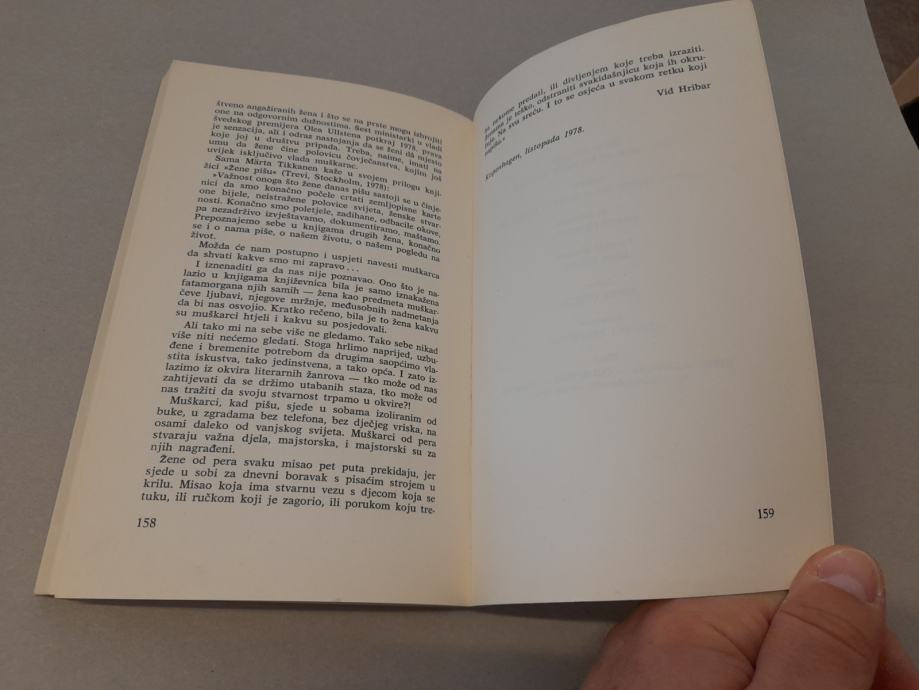 štveno angažiranih žena i što se na prste mogu izbrojiti
one na odgovornim dužnostima. Šest ministarki u vladi
švedskog premijera Olea Ullstena potkraj 1978. prava
je senzacija, ali i odraz nastojanja da se ženi dâ mjesto
koje joj u društvu pripada. Treba, naime, imati na
umu da žene čine polovicu čovječanstva, kojim još
uvijek isključivo vlada muškarac.
Sama Märta Tikkanen kaže u svojem prilogu knji-
žici »Žene pišu« (Trevi, Stockholm, 1978):
»Važnost onoga što žene danas pišu sastoji se u činje-
nici da smo konačno počele crtati zemljopisne karte
one bijele, neistražene polovice svijeta, ženske stvar-
nosti. Konačno smo poletjele, zadihane, odbacile okove,
pa nezadrživo izvještavamo, dokumentiramo, maštamo.
Prepoznajemo sebe u knjigama drugih žena, konačno
se i o nama piše, o našem životu, o našem pogledu na
život.
Možda će nam postupno i uspjeti navesti muškarca
da shvati kakve smo mi zapravo . . .
I iznenaditi ga da nas nije poznavao. Ono što je na-
lazio u knjigama književnica bila je samo iznakažena
fatamorgana njih samih — žena kao predmeta muškar-
čeve ljubavi, njegove mržnje, međusobnih nadmetanja
da bi nas osvojio. Kratko rečeno, bila je to žena kakvu
su muškarci htjeli i kakvu su posjedovali.
Ali tako mi na sebe više ne gledamo. Tako sebe nikad
više niti nećemo gledati. Stoga hrlimo naprijed, uzbu-
đene i bremenite potrebom da drugima saopćimo vla-
stita iskustva, tako jedinstvena, a tako opća. I zato iz-
lazimo iz okvira literarnih žanrova — tko može od nas
zahtijevati da se držimo utabanih staza, tko može od
nas tražiti da svoju stvarnost trpamo u okvire?!
Muškarci, kad pišu, sjede u sobama izoliranim od
buke, u zgradama bez telefona, bez dječjeg vriska, na
osami daleko od vanjskog svijeta. Muškarci od pera
stvaraju važna djela, majstorska, i majstorski su za
njih nagrađeni.
Žene od pera svaku misao pet puta prekidaju, jer
sjede u sobi za dnevni boravak s pisaćim strojem u
krilu. Misao koja ima stvarnu vezu s djecom koja se
tuku, ili ručkom koji je zagorio, ili porukom koju tre-
158
predati, ili divljenjem koje treba izraziti.
je teško, odstraniti svakidašnjicu koja ih okru-
Na svu sreću. I to se osjeća u svakom retku koji
Vid Hribar
Kopenhagen, listopada 1978.
159